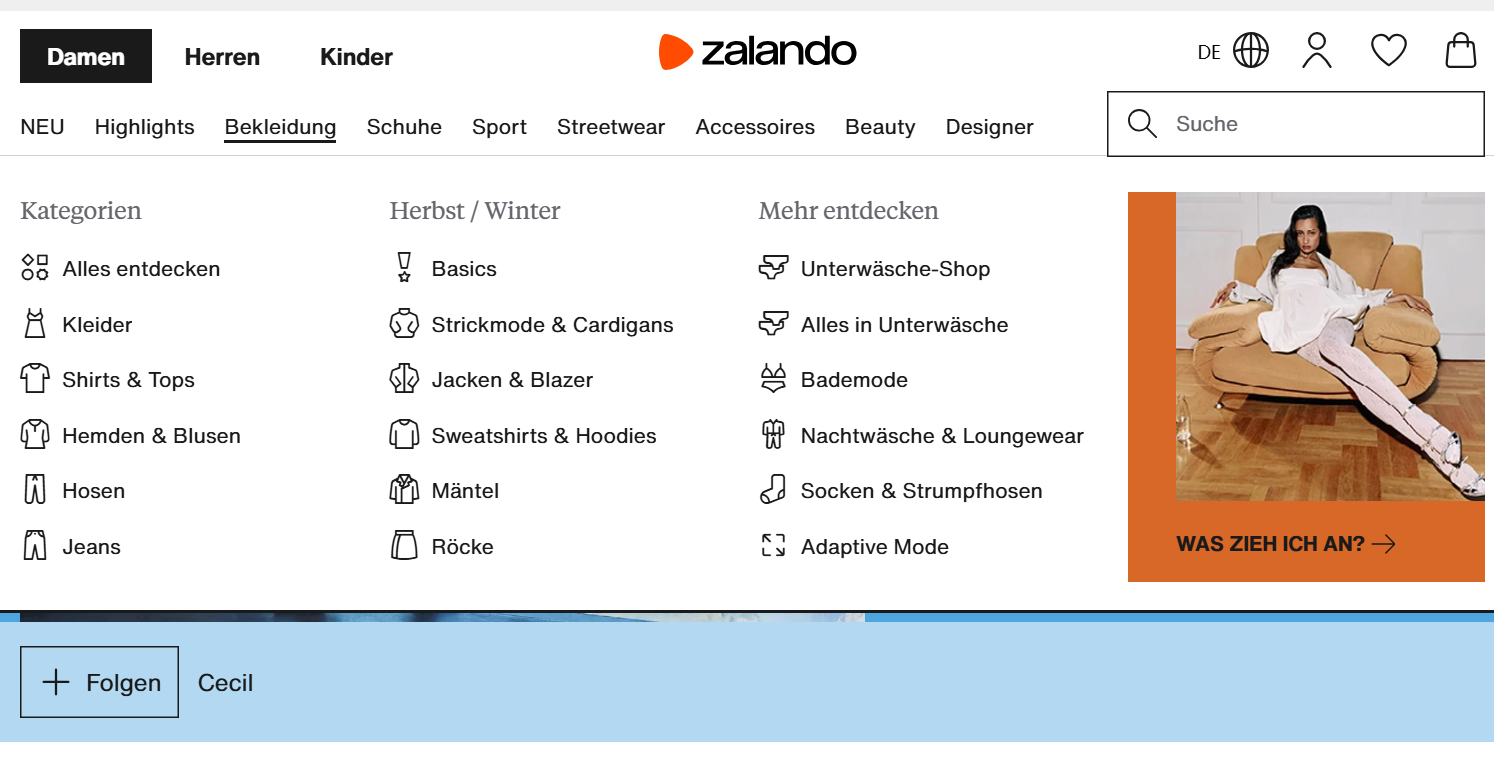 Damen Herren Kinder zalando DE
NEU Highlights Bekleidung Schuhe Sport Streetwear Accessoires Beauty Designer Suche
Kategorien
Alles entdecken
Kleider
Shirts & Tops
Hemden & Blusen
Hosen
Jeans
Herbst / Winter
Basics
Strickmode & Cardigans
Jacken & Blazer
Sweatshirts & Hoodies
Mäntel
Röcke
Mehr entdecken
Unterwäsche-Shop
Alles in Unterwäsche
Bademode
Nachtwäsche & Loungewear
Socken & Strumpfhosen
Adaptive Mode
WAS ZIEH ICH AN?
Folgen Cecil